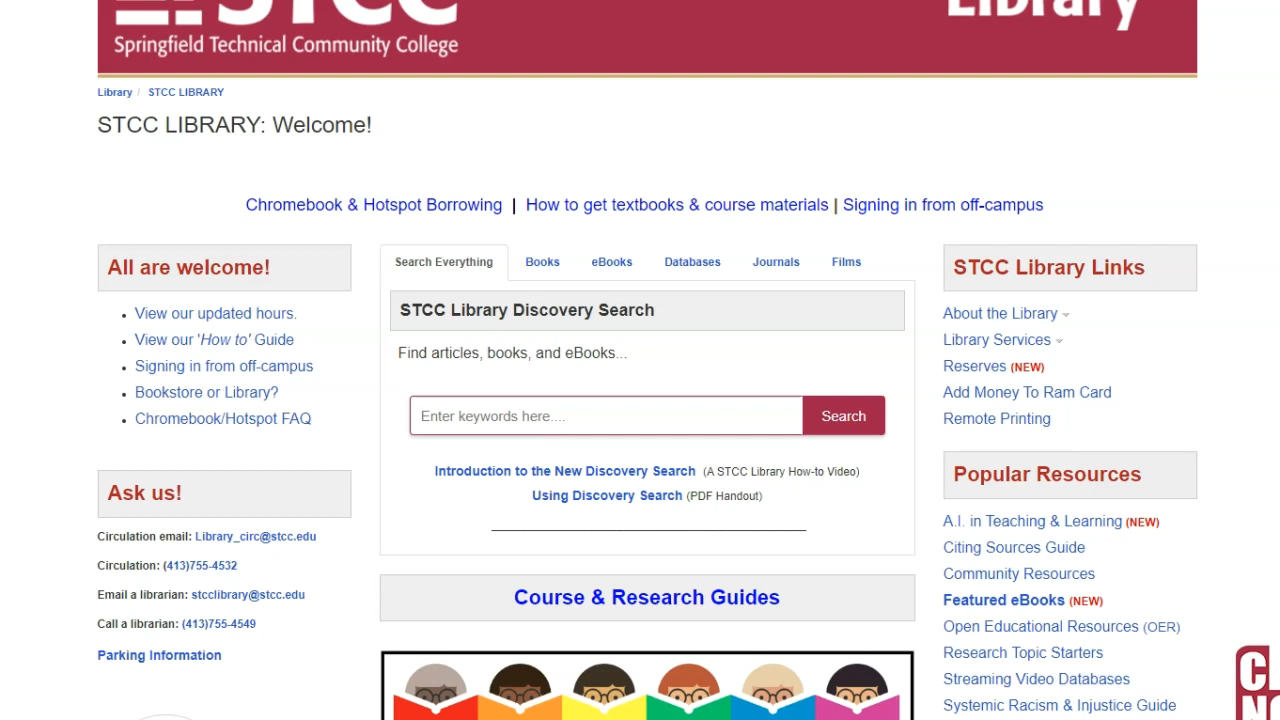 STCC
Library
Springfield Technical Community College
Library / STCC LIBRARY
STCC LIBRARY: Welcome!
Chromebook & Hotspot Borrowing | How to get textbooks & course materials | Signing in from off-campus
All are welcome!
View our updated hours.
View our 'How to' Guide
Signing in from off-campus
Bookstore or Library?
Chromebook/Hotspot FAQ
Ask us!
Circulation email: Library_circ@stcc.edu
Circulation: (413)755-4532
Email a librarian: stcclibrary@stcc.edu
Call a librarian: (413)755-4549
Parking Information
Search Everything Books eBooks Databases Journals Films
STCC Library Discovery Search
Find articles, books, and eBooks...
Enter keywords here.... Search
Introduction to the New Discovery Search (A STCC Library How-to Video)
Using Discovery Search (PDF Handout)
Course & Research Guides
STCC Library Links
About the Library
Library Services
Reserves (NEW)
Add Money To Ram Card
Remote Printing
Popular Resources
A.I. in Teaching & Learning (NEW)
Citing Sources Guide
Community Resources
Featured eBooks (NEW)
Open Educational Resources (OER)
Research Topic Starters
Streaming Video Databases
Systemic Racism & Injustice Guide